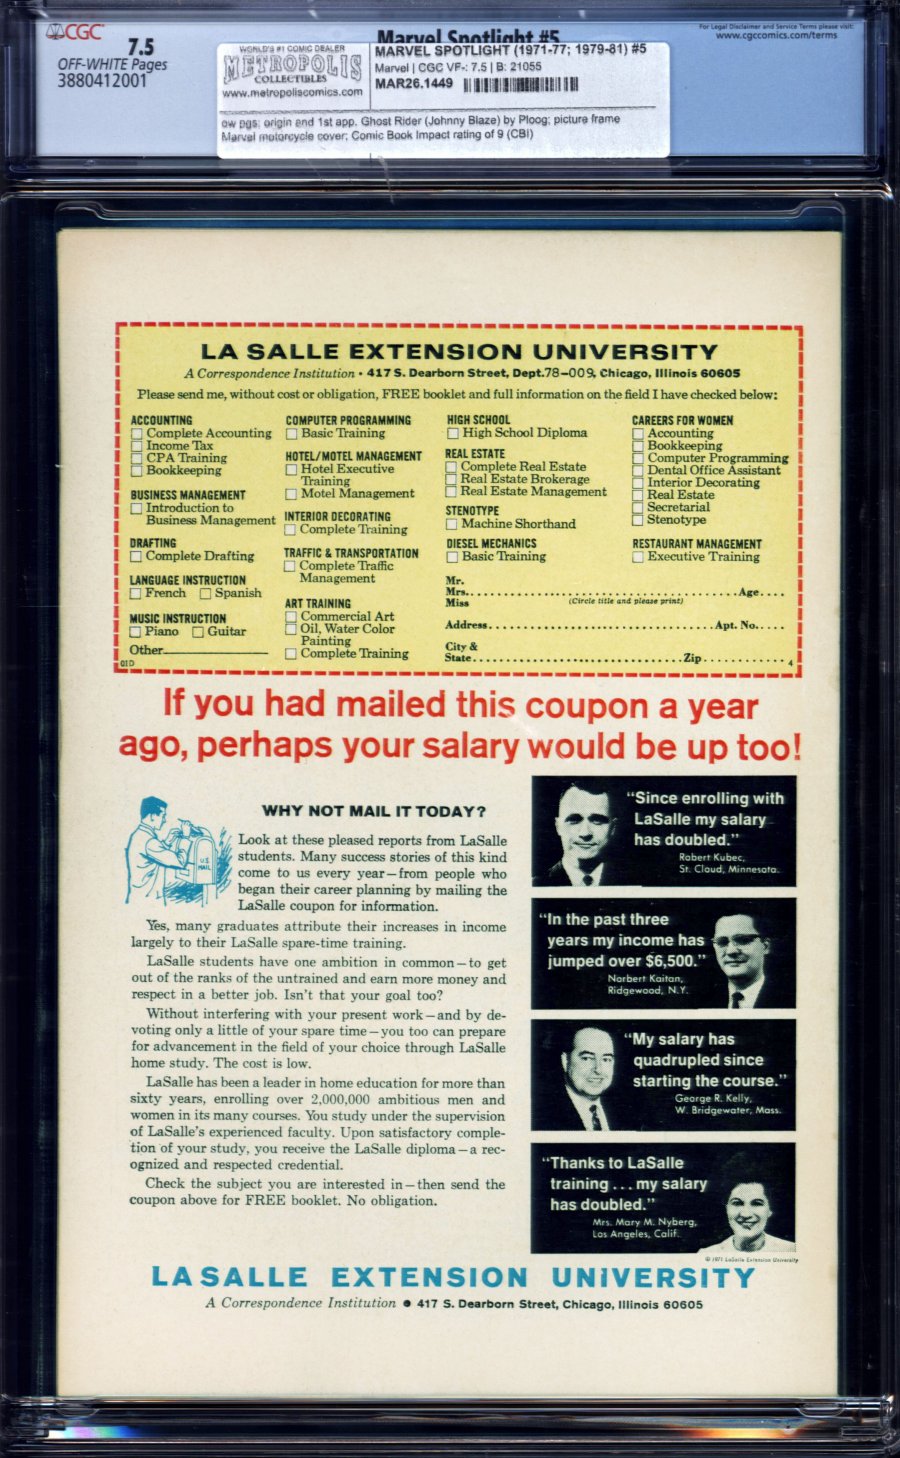 CGC
7.5
OFF-WHITE Pages
3880412001
Marvel Spotlight #5
For Legal Disclaimer and Service Terms please visit:
www.cgccomics.com/terms
WORLD'S #1 COMIC DEALER
METROPOLIS
COLLECTIBLES
www.metropoliscomics.com
MARVEL SPOTLIGHT (1971-77; 1979-81) #5
Marvel | CGC VF-: 7.5 | B: 21055
MAR26.1449
ow pgs; origin and 1st app. Ghost Rider (Johnny Blaze) by Ploog; picture frame
Marvel motorcycle cover; Comic Book Impact rating of 9 (CBI)
LA SALLE EXTENSION UNIVERSITY
A Correspondence Institution • 417 S. Dearborn Street, Dept. 78-009, Chicago, Illinois 60605
Please send me, without cost or obligation, FREE booklet and full information on the field I have checked below:
ACCOUNTING
Complete Accounting
Income Tax
CPA Training
Bookkeeping
BUSINESS MANAGEMENT
Introduction to
Business Management
DRAFTING
Complete Drafting
LANGUAGE INSTRUCTION
French Spanish
MUSIC INSTRUCTION
Piano Guitar
Other
01D
COMPUTER PROGRAMMING
Basic Training
HOTEL/MOTEL MANAGEMENT
Hotel Executive
Training
Motel Management
INTERIOR DECORATING
Complete Training
TRAFFIC & TRANSPORTATION
Complete Traffic
Management
ART TRAINING
Commercial Art
Oil, Water Color
Painting
Complete Training
HIGH SCHOOL
High School Diploma
REAL ESTATE
Complete Real Estate
Real Estate Brokerage
Real Estate Management
STENOTYPE
Machine Shorthand
DIESEL MECHANICS
Basic Training
CAREERS FOR WOMEN
Accounting
Bookkeeping
Computer Programming
Dental Office Assistant
Interior Decorating
Real Estate
Secretarial
Stenotype
RESTAURANT MANAGEMENT
Executive Training
Mr.
Mrs. Age
Miss (Circle title and please print)
Address Apt. No.
City &
State Zip 4
If you had mailed this coupon a year
ago, perhaps your salary would be up too!
WHY NOT MAIL IT TODAY?
U.S.
MAIL
Look at these pleased reports from LaSalle
students. Many success stories of this kind
come to us every year—from people who
began their career planning by mailing the
LaSalle coupon for information.
Yes, many graduates attribute their increases in income
largely to their LaSalle spare-time training.
LaSalle students have one ambition in common—to get
out of the ranks of the untrained and earn more money and
respect in a better job. Isn't that your goal too?
Without interfering with your present work—and by de-
voting only a little of your spare time—you too can prepare
for advancement in the field of your choice through LaSalle
home study. The cost is low.
LaSalle has been a leader in home education for more than
sixty years, enrolling over 2,000,000 ambitious men and
women in its many courses. You study under the supervision
of LaSalle's experienced faculty. Upon satisfactory comple-
tion of your study, you receive the LaSalle diploma—a rec-
ognized and respected credential.
Check the subject you are interested in—then send the
coupon above for FREE booklet. No obligation.
"Since enrolling with
LaSalle my salary
has doubled."
Robert Kubec,
St. Cloud, Minnesota.
"In the past three
years my income has
jumped over $6,500."
Norbert Kaitan,
Ridgewood, N.Y.
"My salary has
quadrupled since
starting the course."
George R. Kelly,
W. Bridgewater, Mass.
"Thanks to LaSalle
training . . . my salary
has doubled."
Mrs. Mary M. Nyberg,
Los Angeles, Calif.
© 1971 LaSalle Extension University
LASALLE EXTENSION UNIVERSITY
A Correspondence Institution • 417 S. Dearborn Street, Chicago, Illinois 60605